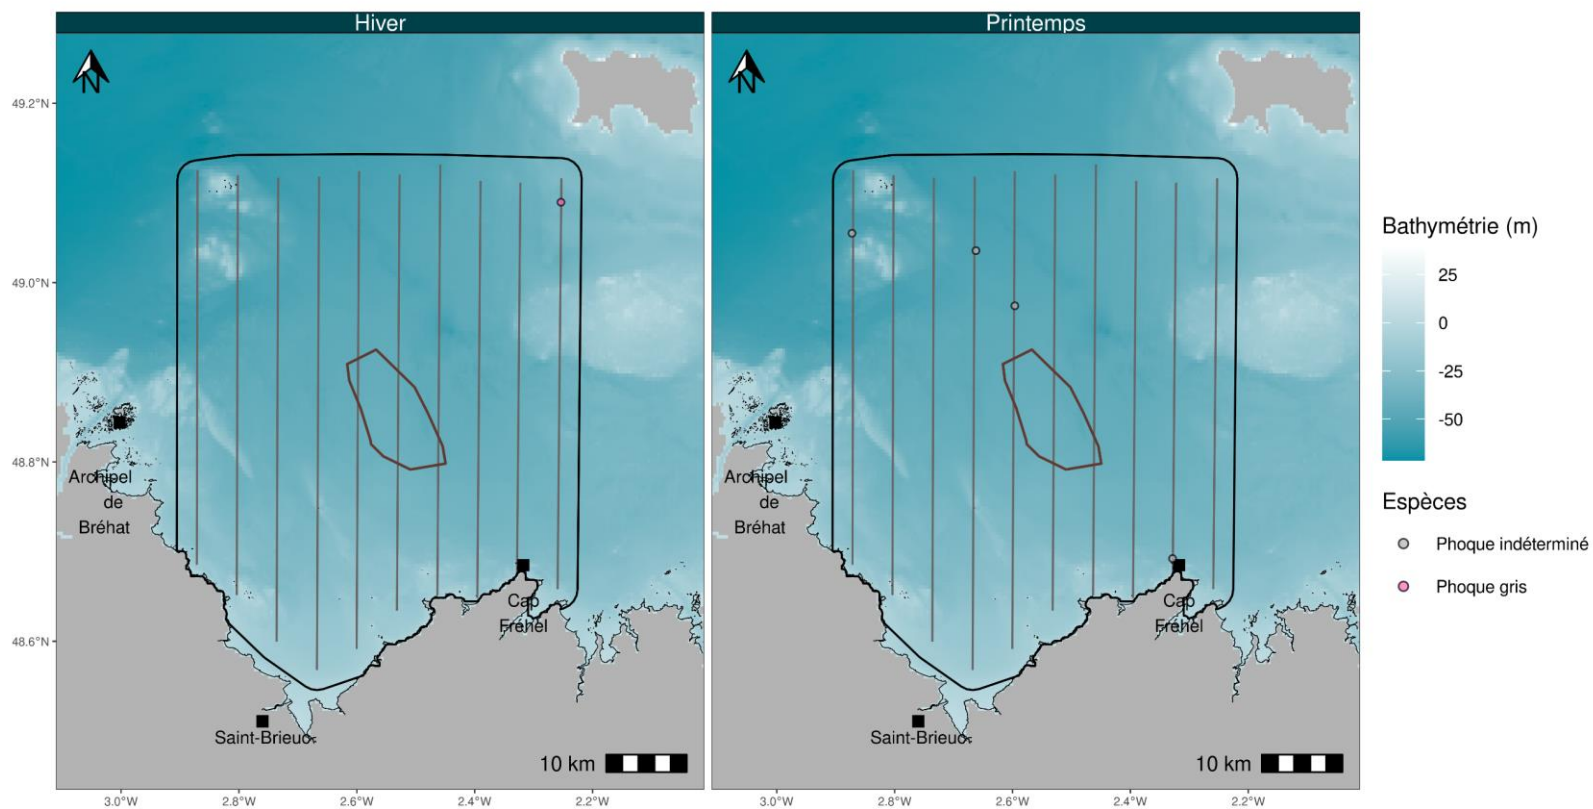 Hiver
Printemps
N
N
49.2°N
49.0°N
48.8°N
48.6°N
Archipel
de
Bréhat
Cap
Fréhel
Saint-Brieuc
10 km
Archipel
de
Bréhat
Cap
Fréhel
Saint-Brieuc
10 km
3.0°W
2.8°W
2.6°W
2.4°W
2.2°W
3.0°W
2.8°W
2.6°W
2.4°W
2.2°W
Bathymétrie (m)
25
0
-25
-50
Espèces
Phoque indéterminé
Phoque gris